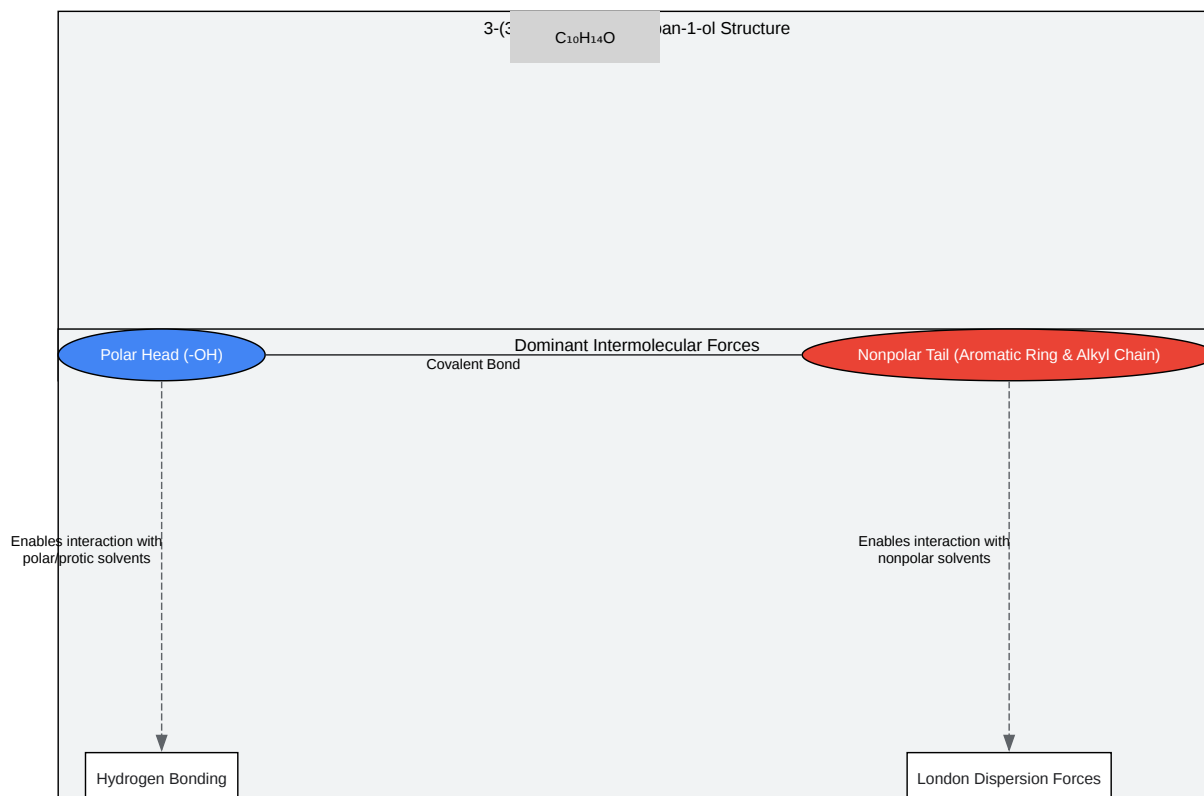 3-(3 an-1-ol Structure
C₁₀H₁₄O
Polar Head (-OH)
Dominant Intermolecular Forces
Covalent Bond
Nonpolar Tail (Aromatic Ring & Alkyl Chain)
Enables interaction with
polar/protic solvents
Enables interaction with
nonpolar solvents
Hydrogen Bonding
London Dispersion Forces